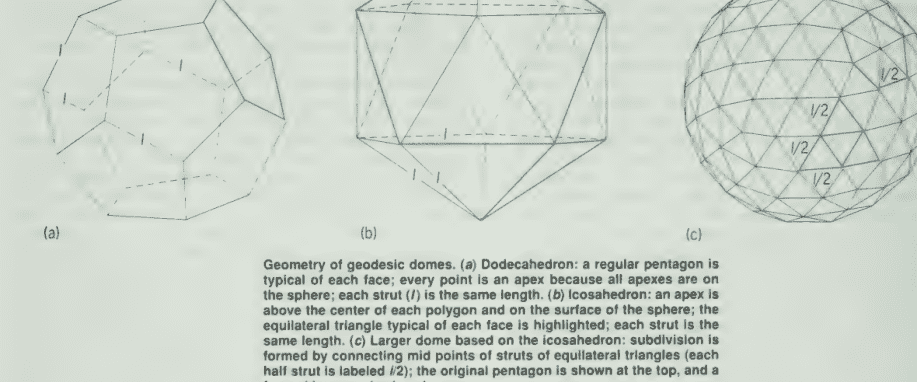 l
l
l
l
l
l l
l/2
l/2
l/2
l/2
(a)
(b)
(c)
Geometry of geodesic domes. (a) Dodecahedron: a regular pentagon is
typical of each face; every point is an apex because all apexes are on
the sphere; each strut (l) is the same length. (b) Icosahedron: an apex is
above the center of each polygon and on the surface of the sphere; the
equilateral triangle typical of each face is highlighted; each strut is the
same length. (c) Larger dome based on the icosahedron: subdivision is
formed by connecting mid points of struts of equilateral triangles (each
half strut is labeled l/2); the original pentagon is shown at the top, and a